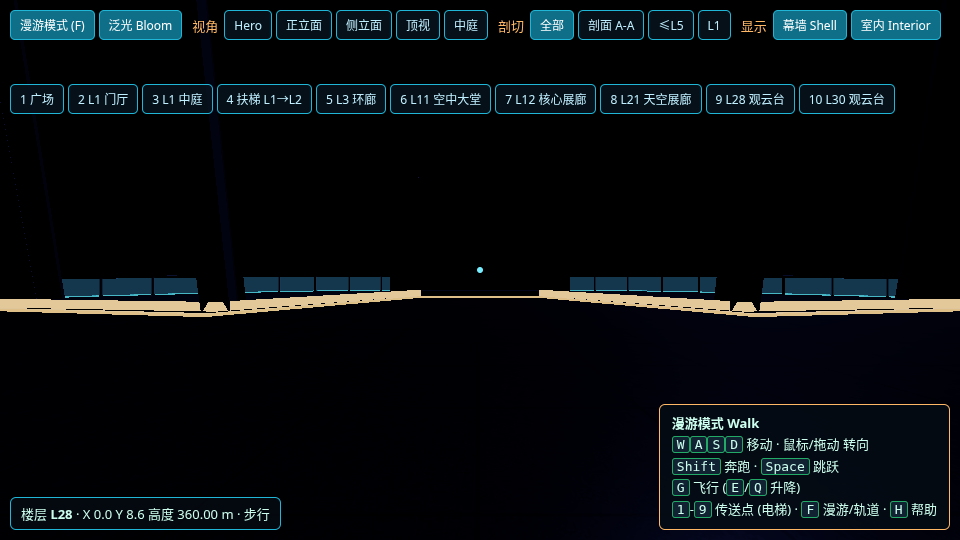 漫游模式 (F) 泛光 Bloom 视角 Hero 正立面 侧立面 顶视 中庭 剖切 全部 剖面 A-A ≤L5 L1 显示 幕墙 Shell 室内 Interior
1 广场 2 L1 门厅 3 L1 中庭 4 扶梯 L1→L2 5 L3 环廊 6 L11 空中大堂 7 L12 核心展廊 8 L21 天空展廊 9 L28 观云台 10 L30 观云台
漫游模式 Walk
W A S D 移动 · 鼠标/拖动 转向
Shift 奔跑 · Space 跳跃
G 飞行 (E/Q 升降)
1-9 传送点 (电梯) · F 漫游/轨道 · H 帮助
楼层 L28 · X 0.0 Y 8.6 高度 360.00 m · 步行